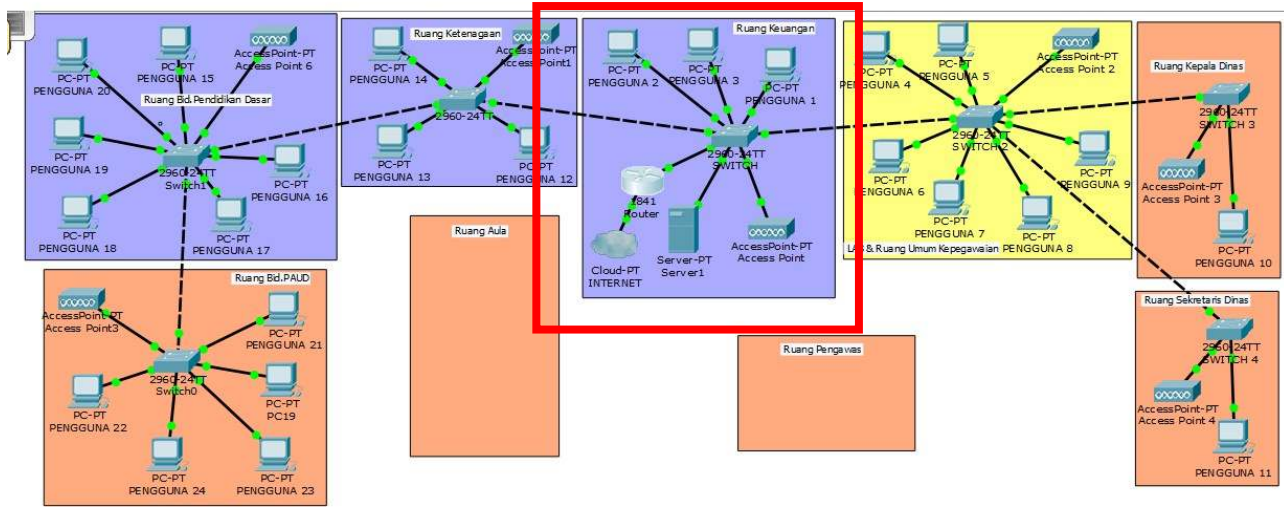 PC-PT
PENGGUNA 20
PC-PT
PENGGUNA 15
AccessPoint-PT
Access Point 6
Ruang Bid.Pendidikan Dasar
PC-PT
PENGGUNA 19
2960-24TT
Switch1
PC-PT
PENGGUNA 16
PC-PT
PENGGUNA 18
PC-PT
PENGGUNA 17
Ruang Ketenagaan
PC-PT
PENGGUNA 14
AccessPoint-PT
Access Point1
2960-24TT
PC-PT
PENGGUNA 13
PC-PT
PENGGUNA 12
Ruang Keuangan
PC-PT
PENGGUNA 2
PC-PT
PENGGUNA 3
PC-PT
PENGGUNA 1
2960-24TT
SWITCH
1841
Router
Cloud-PT
INTERNET
Server-PT
Server1
AccessPoint-PT
Access Point
PC-PT
PENGGUNA 4
PC-PT
PENGGUNA 5
AccessPoint-PT
Access Point 2
2960-24TT
SWITCH 2
PC-PT
PENGGUNA 6
PC-PT
PENGGUNA 9
PC-PT
PENGGUNA 7
PC-PT
PENGGUNA 8
LAB & Ruang Umum Kepegawaian
Ruang Kepala Dinas
2960-24TT
SWITCH 3
AccessPoint-PT
Access Point 3
PC-PT
PENGGUNA 10
Ruang Bid.PAUD
AccessPoint-PT
Access Point3
PC-PT
PENGGUNA 21
2960-24TT
Switch0
PC-PT
PENGGUNA 22
PC-PT
PC19
PC-PT
PENGGUNA 24
PC-PT
PENGGUNA 23
Ruang Aula
Ruang Pengawas
Ruang Sekretaris Dinas
2960-24TT
SWITCH 4
AccessPoint-PT
Access Point 4
PC-PT
PENGGUNA 11